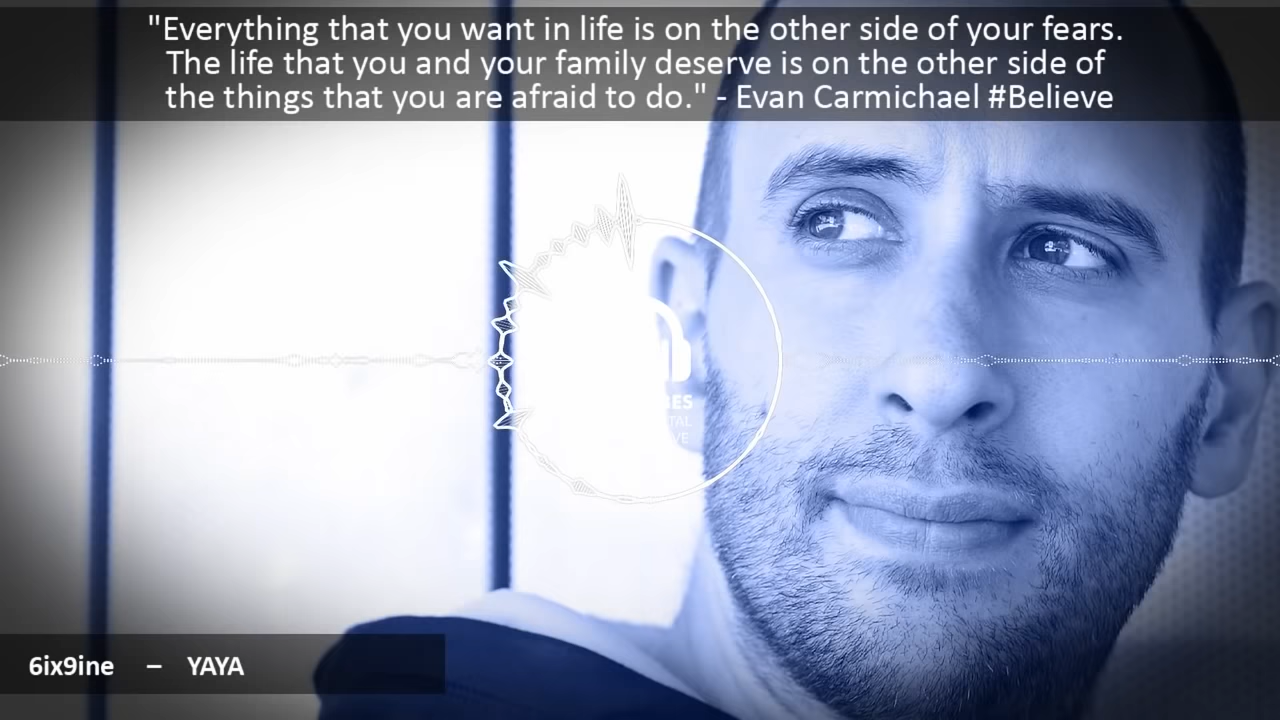 "Everything that you want in life is on the other side of your fears.
The life that you and your family deserve is on the other side of
the things that you are afraid to do." - Evan Carmichael #Believe
6ix9ine – YAYA